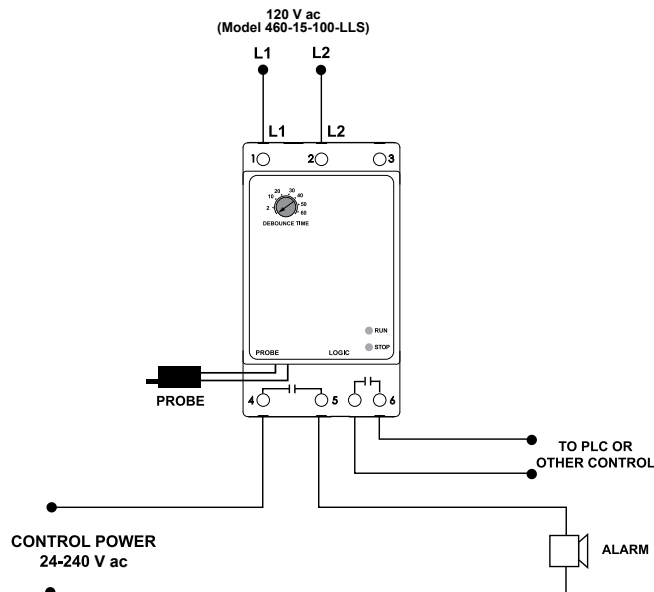 120 V ac
(Model 460-15-100-LLS)
L1 L2
L1 L2
1 2 3
2 10 20 30 40 50 60
DEBOUNCE TIME
RUN
STOP
PROBE LOGIC
PROBE
4 5 6
TO PLC OR
OTHER CONTROL
CONTROL POWER
24-240 V ac
ALARM